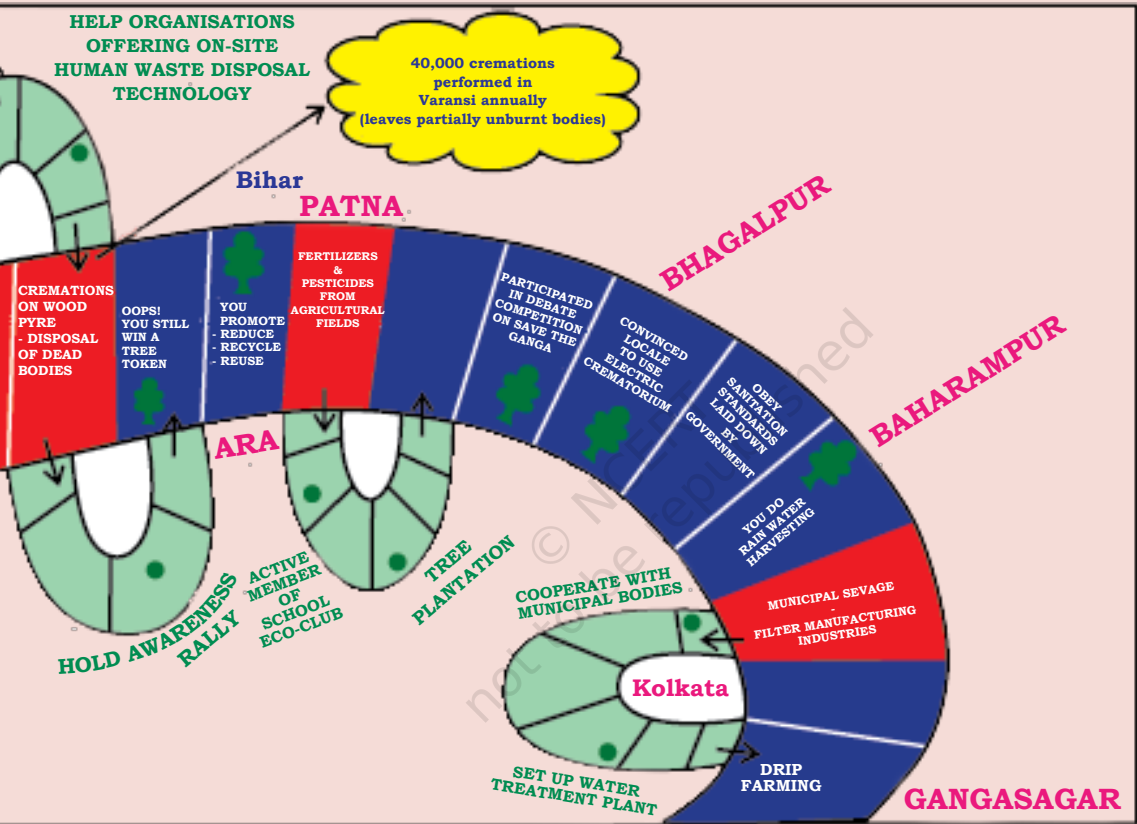 HELP ORGANISATIONS
OFFERING ON-SITE
HUMAN WASTE DISPOSAL
TECHNOLOGY
40,000 cremations
performed in
Varansi annually
(leaves partially unburnt bodies)
Bihar
PATNA
BHAGALPUR
BAHARAMPUR
CREMATIONS
ON WOOD
PYRE
- DISPOSAL
OF DEAD
BODIES
OOPS!
YOU STILL
WIN A
TREE
TOKEN
YOU
PROMOTE
- REDUCE
- RECYCLE
- REUSE
FERTILIZERS
&
PESTICIDES
FROM
AGRICULTURAL
FIELDS
PARTICIPATED
IN DEBATE
COMPETITION
ON SAVE THE
GANGA
CONVINCED
LOCALE
TO USE
ELECTRIC
CREMATORIUM
OBEY
SANITATION
STANDARDS
LAID DOWN
BY
GOVERNMENT
YOU DO
RAIN WATER
HARVESTING
MUNICIPAL SEVAGE
-
FILTER MANUFACTURING
INDUSTRIES
ARA
HOLD AWARENESS
RALLY
ACTIVE
MEMBER
OF
SCHOOL
ECO-CLUB
TREE
PLANTATION
COOPERATE WITH
MUNICIPAL BODIES
Kolkata
SET UP WATER
TREATMENT PLANT
DRIP
FARMING
GANGASAGAR
© NCERT
not to be republished